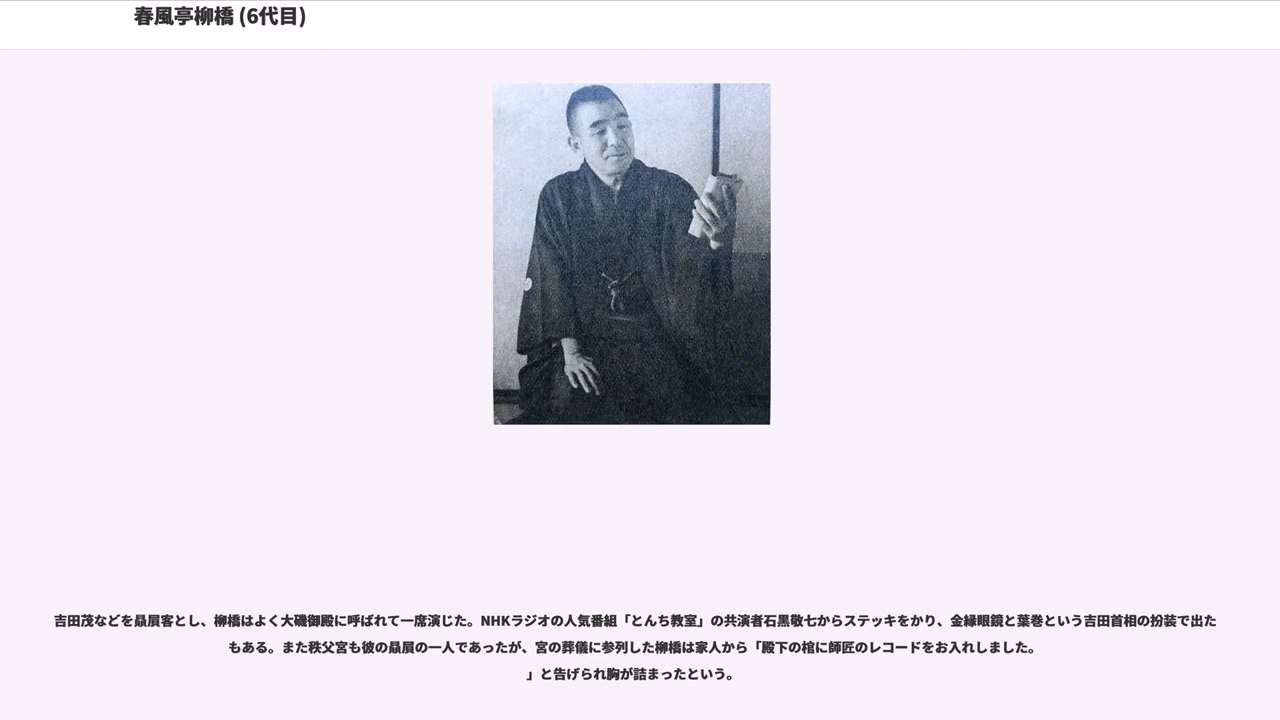 春風亭柳橋 (6代目)
吉田茂などを贔屓客とし、柳橋はよく大磯御殿に呼ばれて一席演じた。NHKラジオの人気番組「とんち教室」の共演者石黒敬七からステッキをかり、金縁眼鏡と葉巻という吉田首相の扮装で出た
もある。また秩父宮も彼の贔屓の一人であったが、宮の葬儀に参列した柳橋は家人から「殿下の棺に師匠のレコードをお入れしました。
」と告げられ胸が詰まったという。